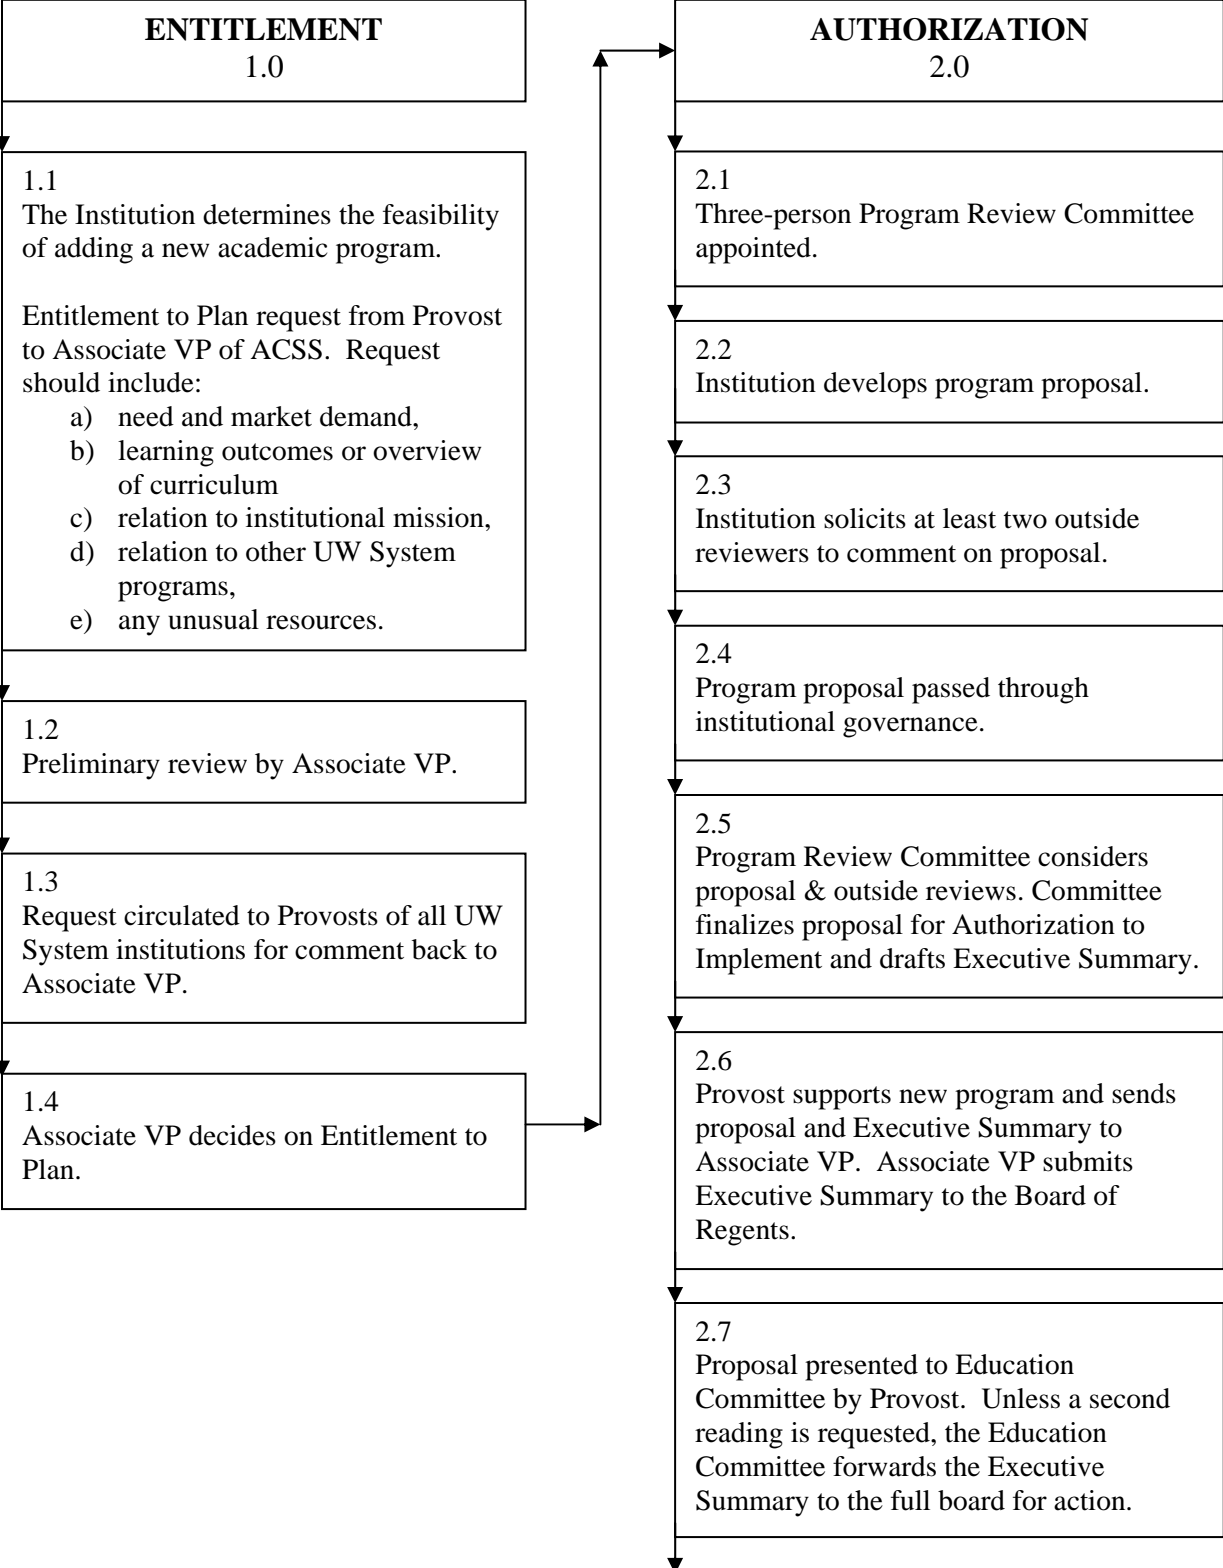 ENTITLEMENT
1.0
1.1
The Institution determines the feasibility
of adding a new academic program.
Entitlement to Plan request from Provost
to Associate VP of ACSS.  Request
should include:
a) need and market demand,
b) learning outcomes or overview
of curriculum
c) relation to institutional mission,
d) relation to other UW System
programs,
e) any unusual resources.
1.2
Preliminary review by Associate VP.
1.3
Request circulated to Provosts of all UW
System institutions for comment back to
Associate VP.
1.4
Associate VP decides on Entitlement to
Plan.
AUTHORIZATION
2.0
2.1
Three-person Program Review Committee
appointed.
2.2
Institution develops program proposal.
2.3
Institution solicits at least two outside
reviewers to comment on proposal.
2.4
Program proposal passed through
institutional governance.
2.5
Program Review Committee considers
proposal & outside reviews. Committee
finalizes proposal for Authorization to
Implement and drafts Executive Summary.
2.6
Provost supports new program and sends
proposal and Executive Summary to
Associate VP.  Associate VP submits
Executive Summary to the Board of
Regents.
2.7
Proposal presented to Education
Committee by Provost.  Unless a second
reading is requested, the Education
Committee forwards the Executive
Summary to the full board for action.